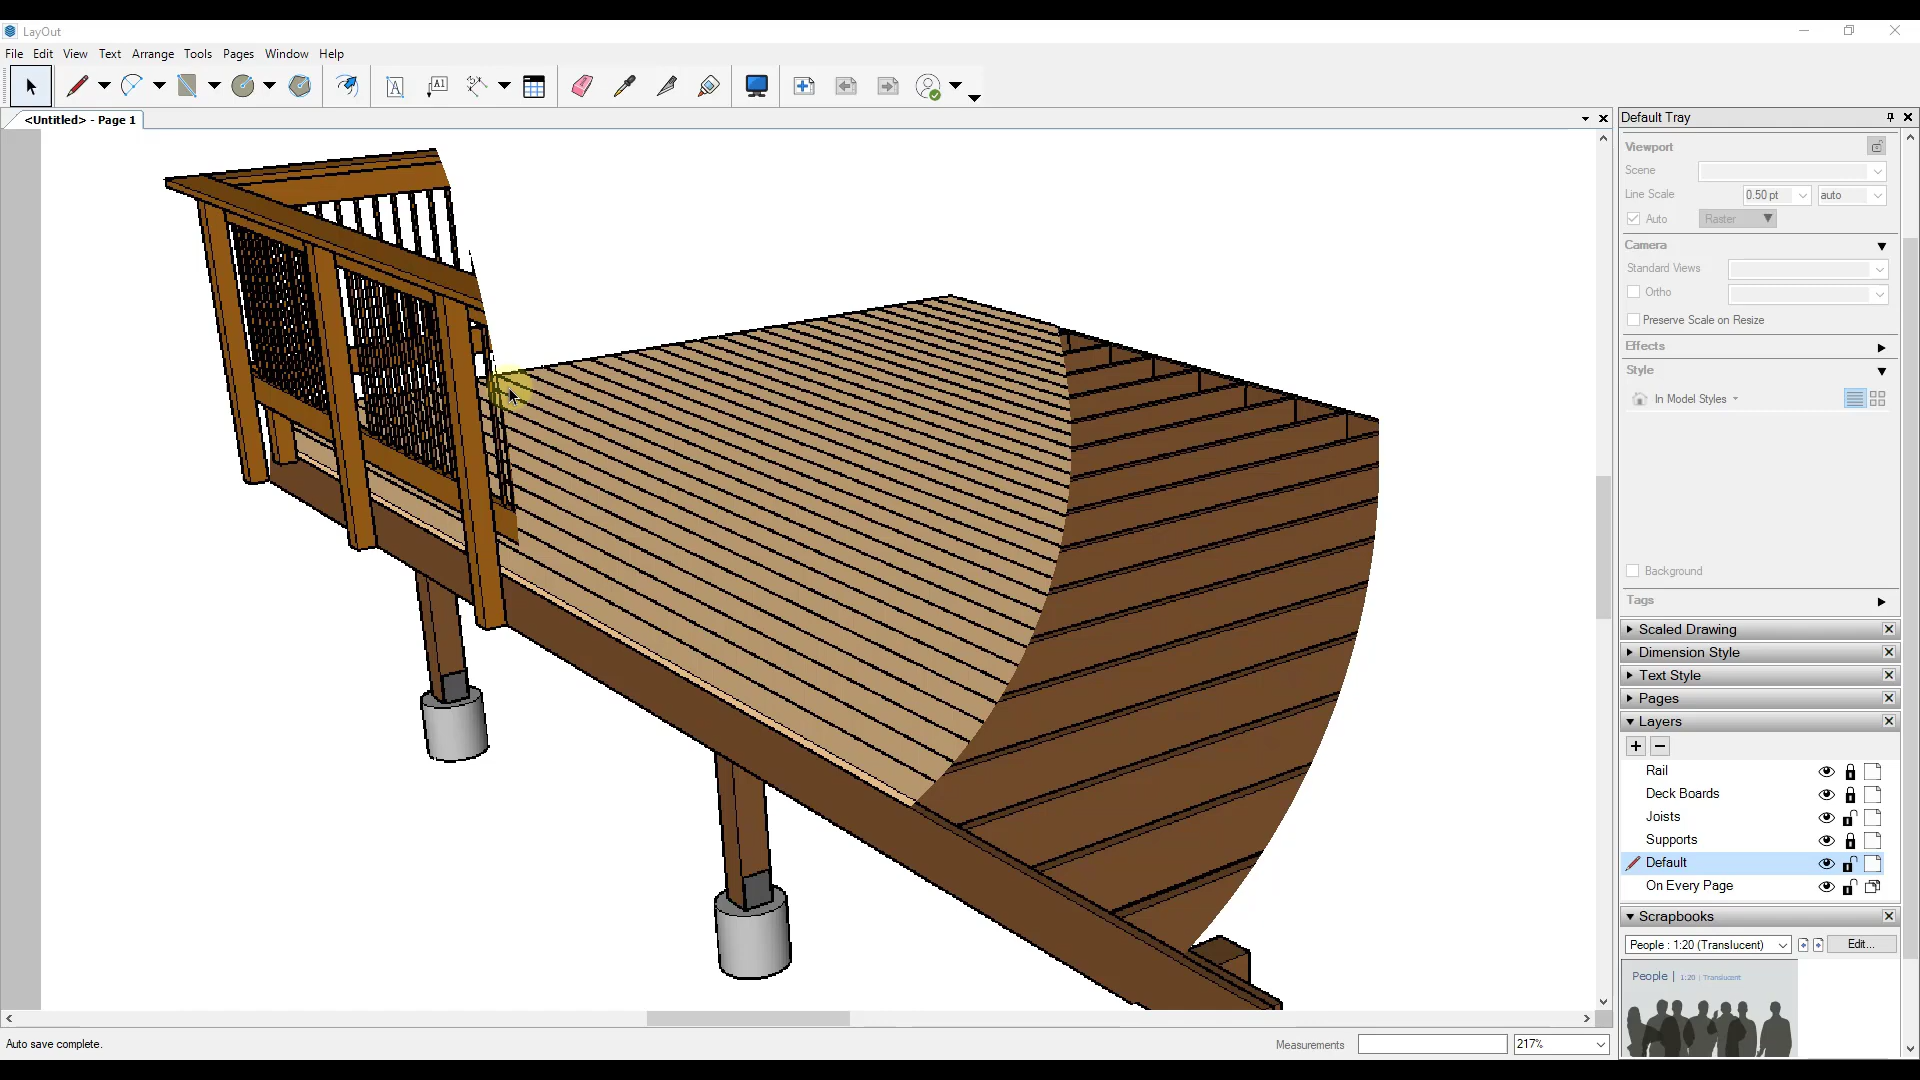 LayOut
File Edit View Text Arrange Tools Pages Window Help
A A1
<Untitled> - Page 1
Default Tray
Viewport
Scene
Line Scale 0.50 pt auto
Auto Raster
Camera
Standard Views
Ortho
Preserve Scale on Resize
Effects
Style
In Model Styles
Background
Tags
Scaled Drawing
Dimension Style
Text Style
Pages
Layers
Rail
Deck Boards
Joists
Supports
Default
On Every Page
Scrapbooks
People : 1:20 (Translucent) Edit...
People | 1:20 | Translucent
Auto save complete.
Measurements 217%